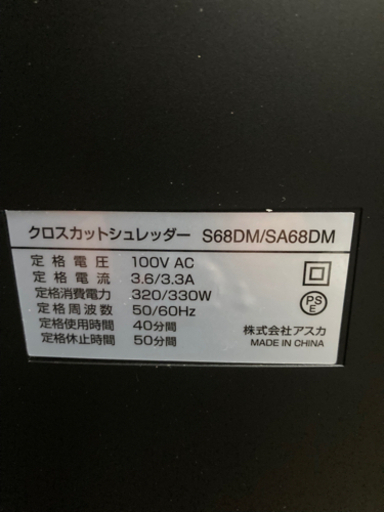 クロスカットシュレッダー S68DM/SA68DM
定格電圧 100V AC
定格電流 3.6/3.3A
定格消費電力 320/330W
定格周波数 50/60Hz
定格使用時間 40分間
定格休止時間 50分間
PSE
株式会社アスカ
MADE IN CHINA